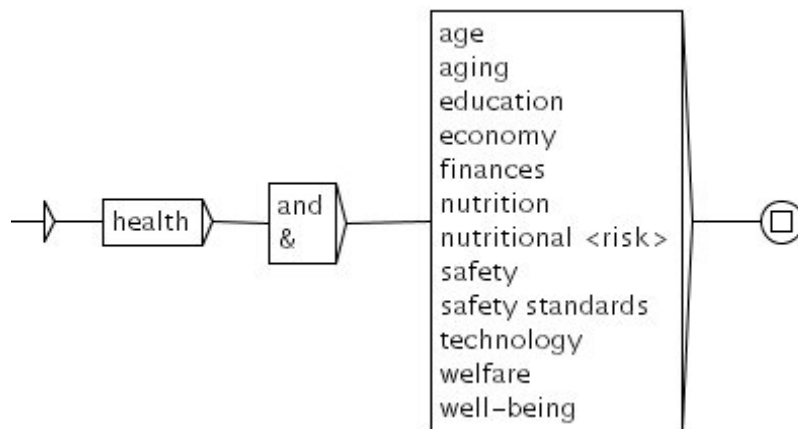 health
and
&
age
aging
education
economy
finances
nutrition
nutritional <risk>
safety
safety standards
technology
welfare
well-being